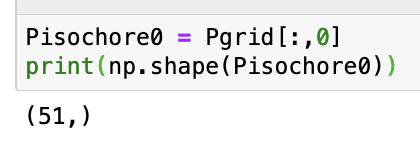 Pisochore0 = Pgrid[:,0]
print(np.shape(Pisochore0))
(51,)